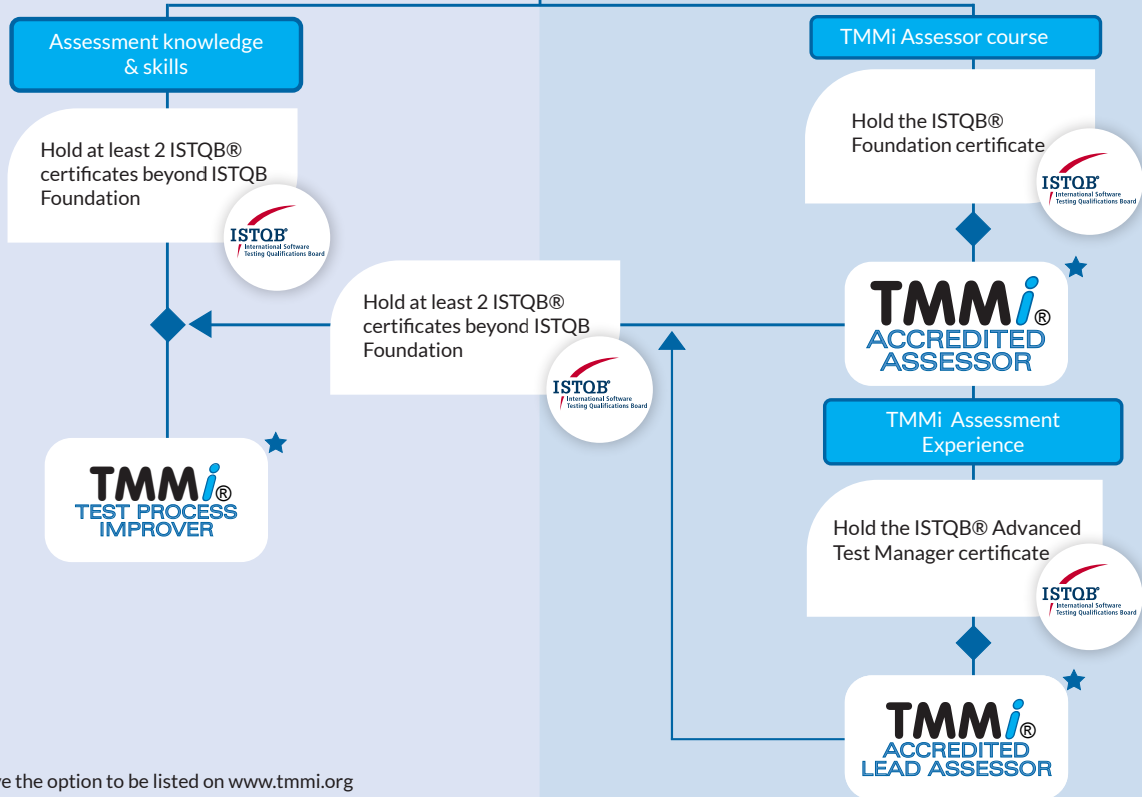 Assessment knowledge
& skills
Hold at least 2 ISTQB®
certificates beyond ISTQB
Foundation
ISTQB®
International Software
Testing Qualifications Board
TMMi®
TEST PROCESS
IMPROVER
Hold at least 2 ISTQB®
certificates beyond ISTQB
Foundation
ISTQB®
International Software
Testing Qualifications Board
TMMi Assessor course
Hold the ISTQB®
Foundation certificate
ISTQB®
International Software
Testing Qualifications Board
TMMi®
ACCREDITED
ASSESSOR
TMMi Assessment
Experience
Hold the ISTQB® Advanced
Test Manager certificate
ISTQB®
International Software
Testing Qualifications Board
TMMi®
ACCREDITED
LEAD ASSESSOR
the option to be listed on www.tmmi.org